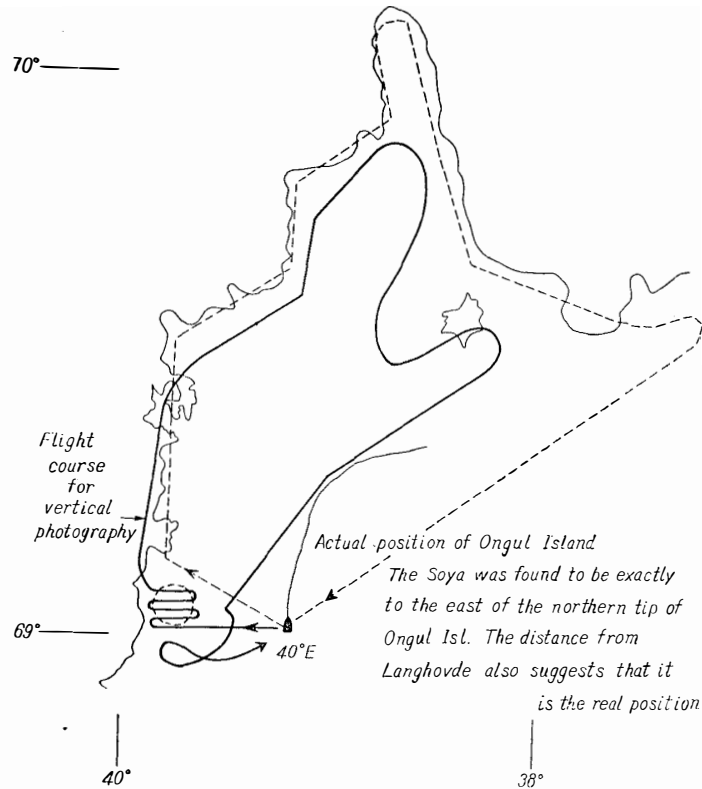 70°
Flight
course
for
vertical
photography
Actual position of Ongul Island
The Soya was found to be exactly
to the east of the northern tip of
Ongul Isl. The distance from
Langhovde also suggests that it
is the real position
69°
40°E
40°
38°